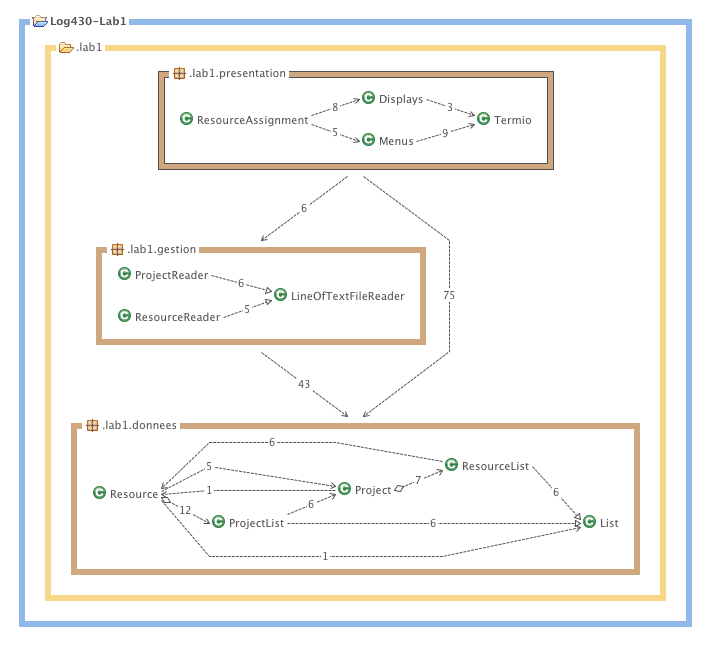 Log430-Lab1
.lab1
.lab1.presentation
Displays
8
3
ResourceAssignment
Termio
5
9
Menus
6
.lab1.gestion
ProjectReader
6
LineOfTextFileReader
75
5
ResourceReader
43
.lab1.donnees
6
5
ResourceList
7
Resource
1
Project
6
12
6
ProjectList
6
List
1